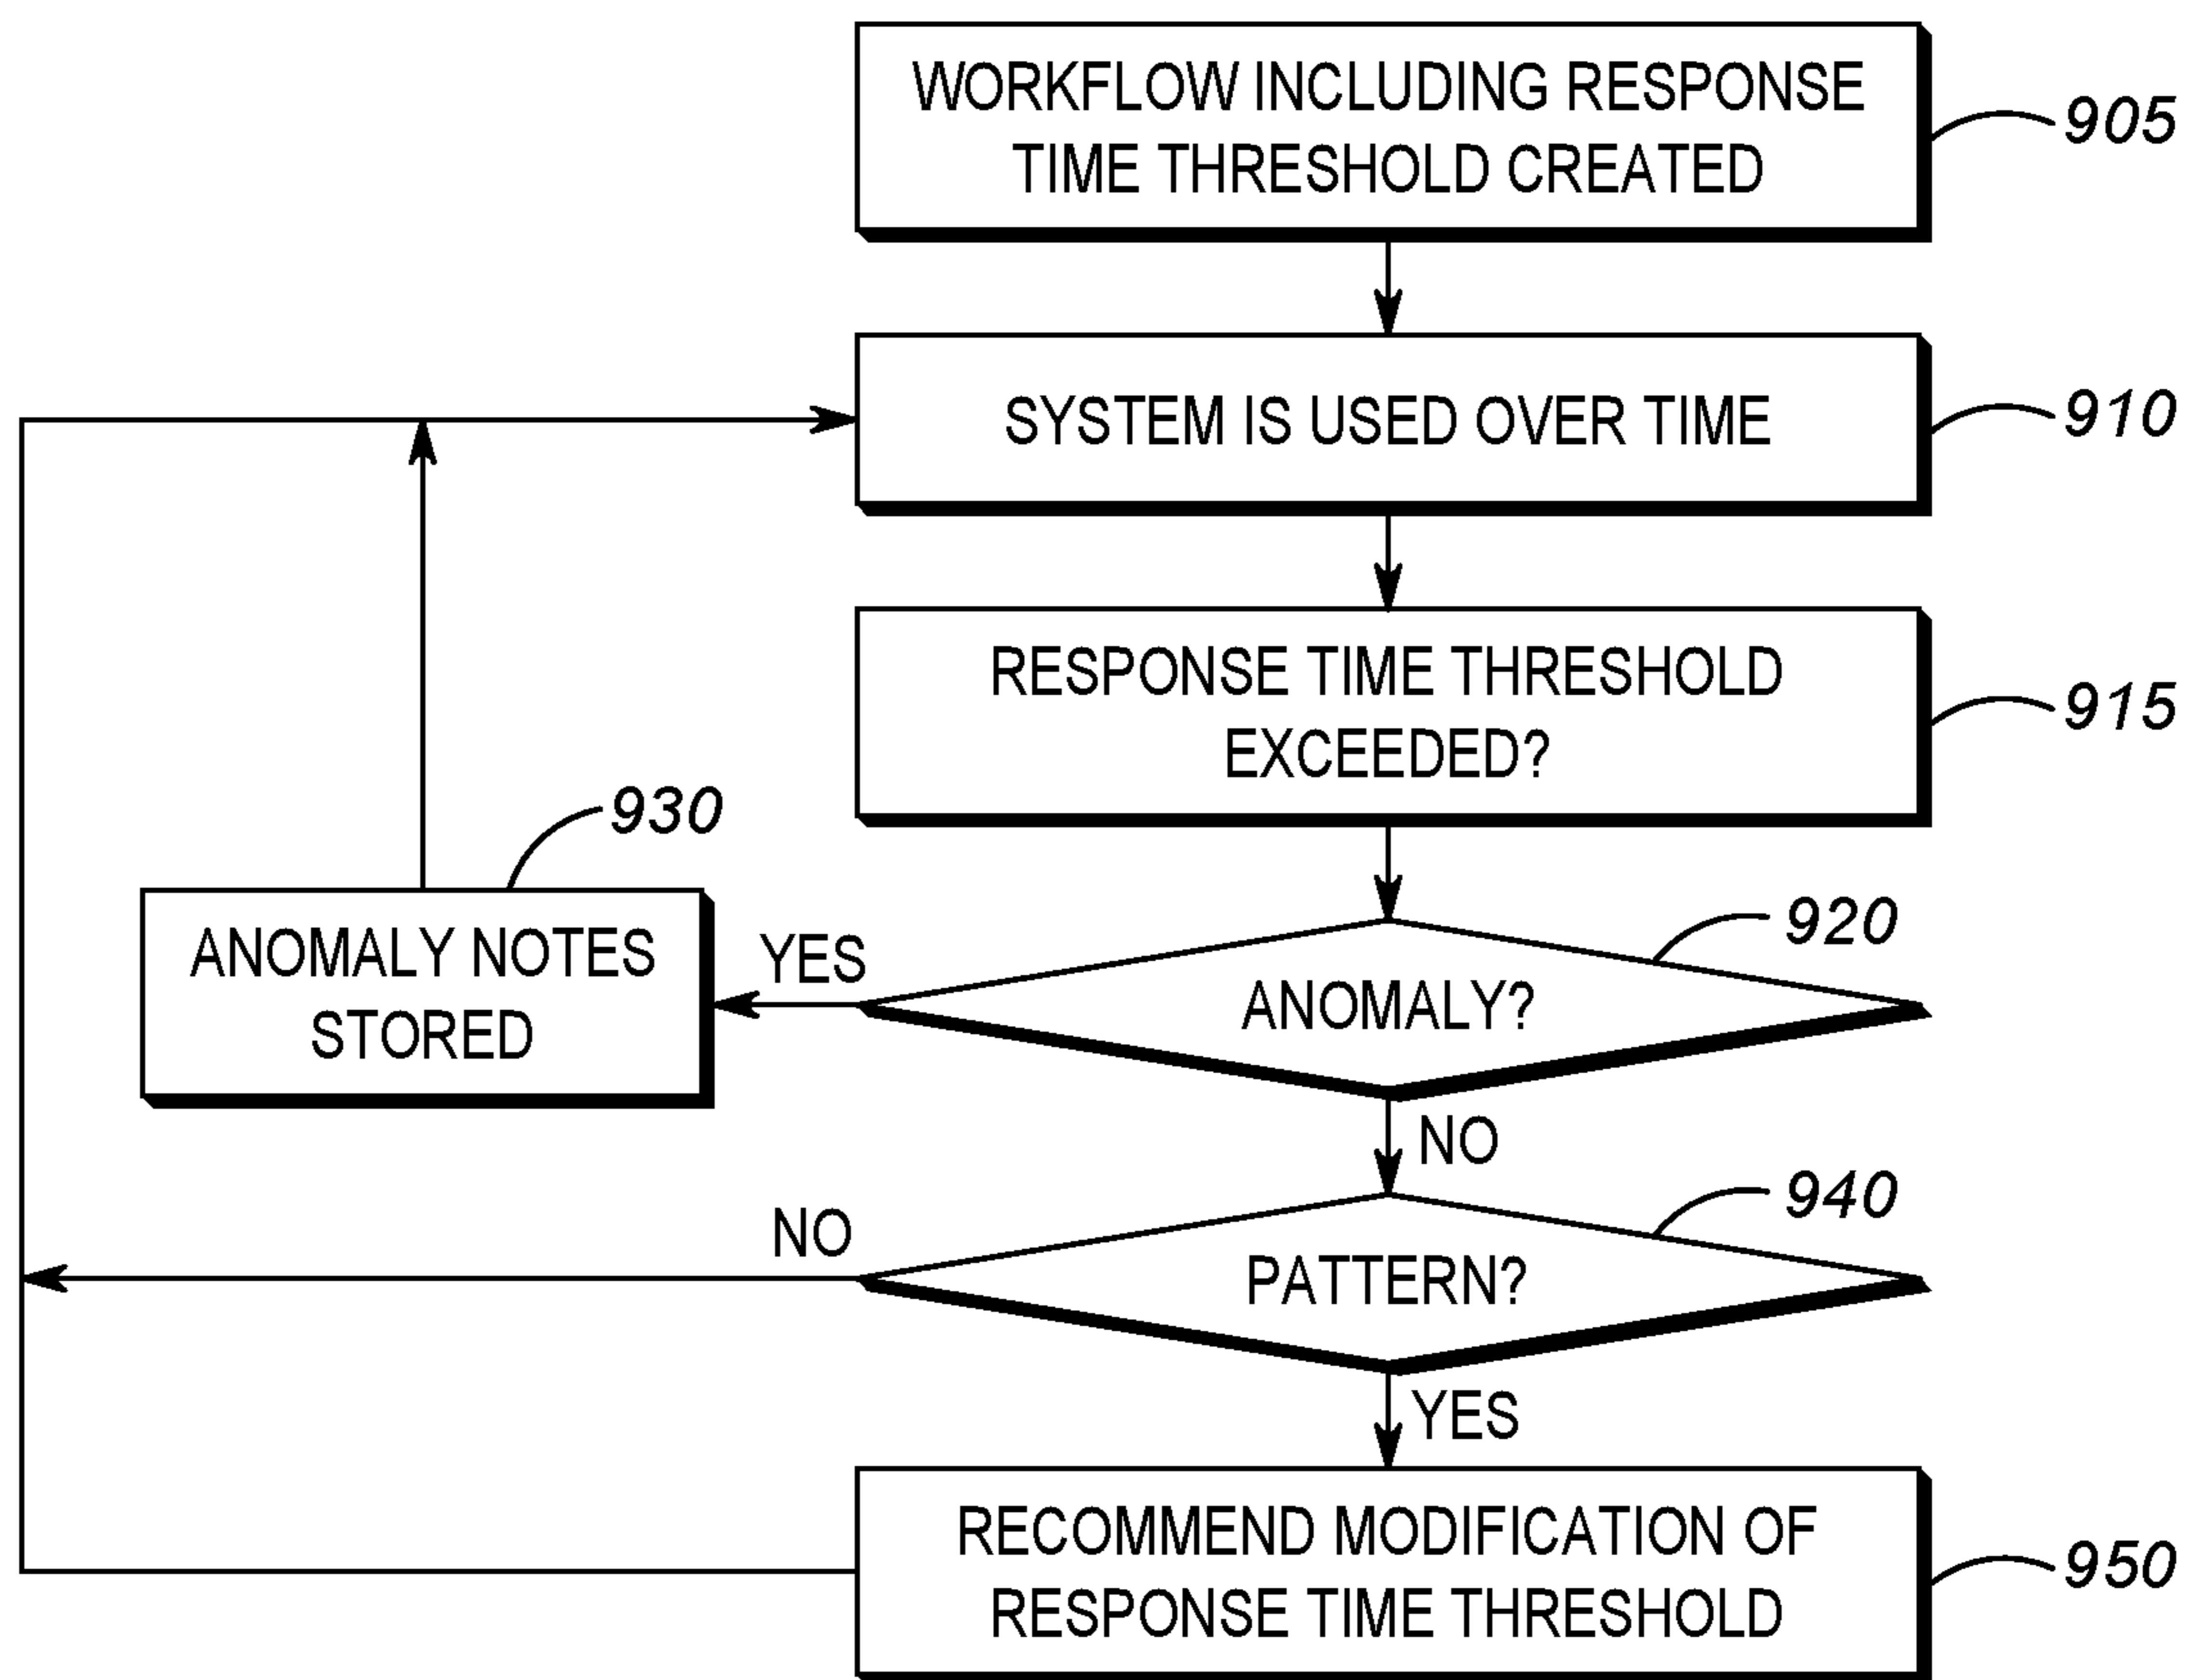 WORKFLOW INCLUDING RESPONSE
TIME THRESHOLD CREATED
905
SYSTEM IS USED OVER TIME
910
RESPONSE TIME THRESHOLD
EXCEEDED?
915
930
ANOMALY NOTES
STORED
YES
ANOMALY?
920
NO
NO
PATTERN?
940
YES
RECOMMEND MODIFICATION OF
RESPONSE TIME THRESHOLD
950